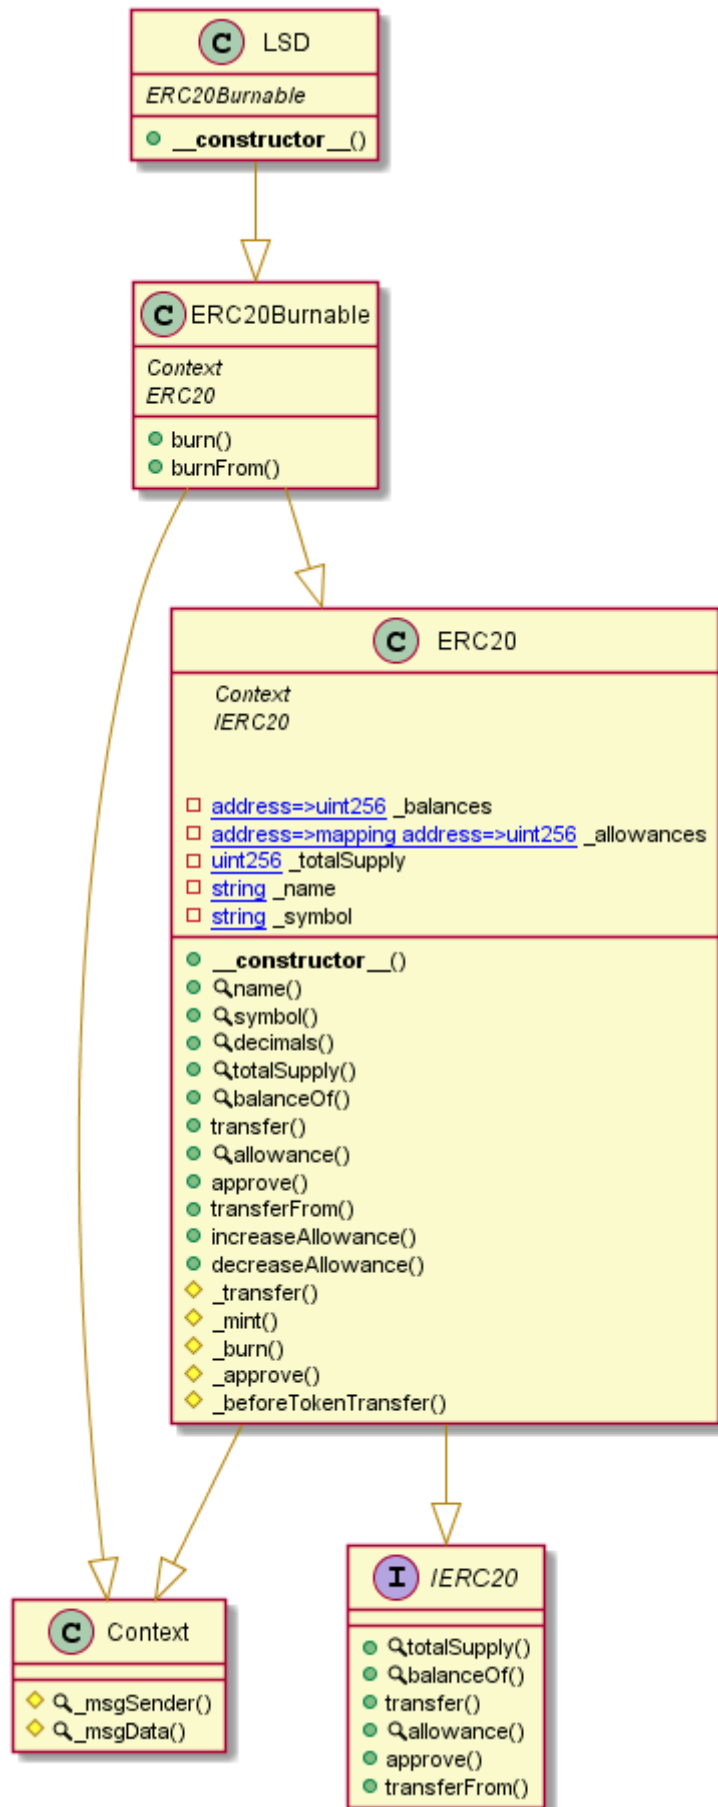 C LSD
ERC20Burnable
__constructor__()
C ERC20Burnable
Context
ERC20
burn()
burnFrom()
C ERC20
Context
IERC20
address=>uint256 _balances
address=>mapping address=>uint256 _allowances
uint256 _totalSupply
string _name
string _symbol
__constructor__()
name()
symbol()
decimals()
totalSupply()
balanceOf()
transfer()
allowance()
approve()
transferFrom()
increaseAllowance()
decreaseAllowance()
_transfer()
_mint()
_burn()
_approve()
_beforeTokenTransfer()
C Context
_msgSender()
_msgData()
I IERC20
totalSupply()
balanceOf()
transfer()
allowance()
approve()
transferFrom()